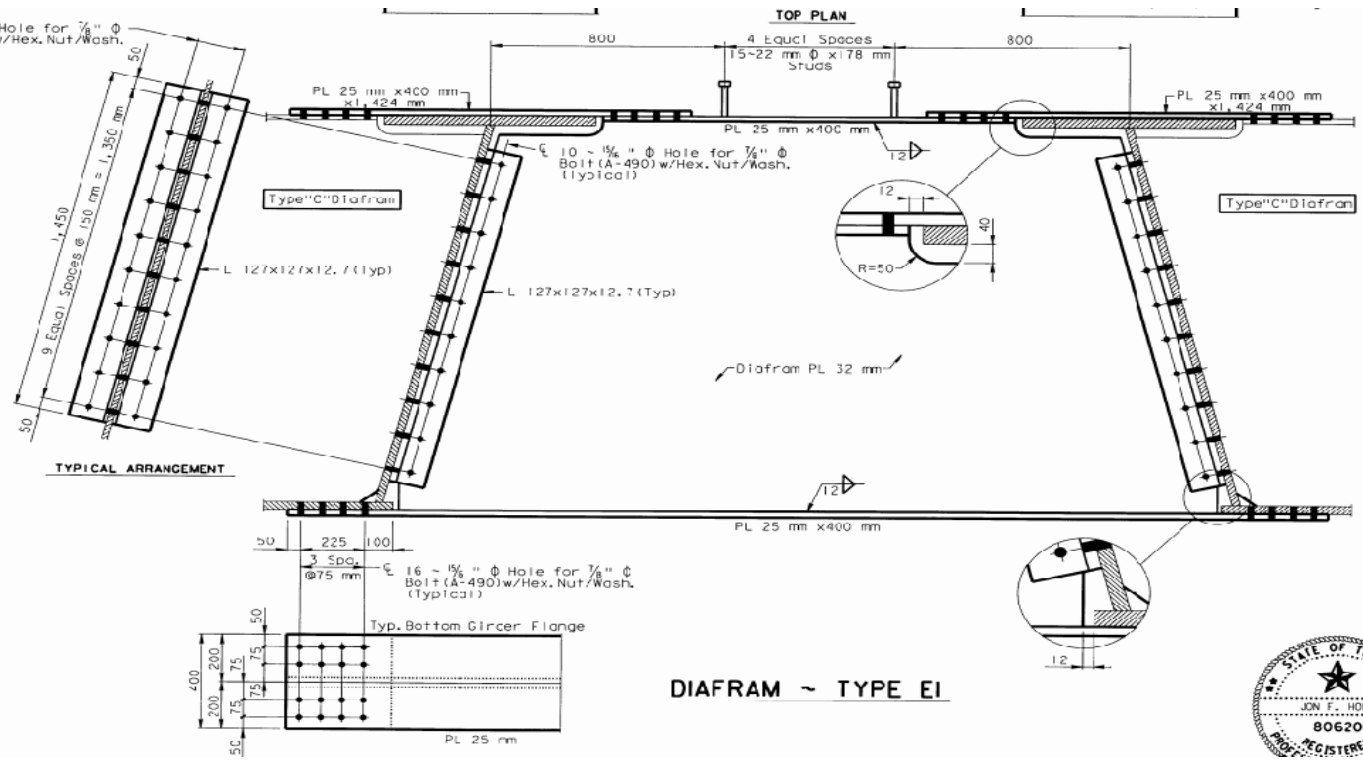 TOP PLAN
Hole for 7/8" Φ
w/Hex.Nut/Wash.
50
800
4 Equcl Spaces
15~22 mm Φ x178 mm
Studs
800
PL 25 mm x400 mm
x1,424 mm
PL 25 mm x400 mm
x1,424 mm
PL 25 mm x400 mm
12
℄ 10 ~ 15/16 " Φ Hole for 7/8" Φ
Bolt(A-490)w/Hex.Nut/Wash.
(Typical)
Type"C"Diafram
Type"C"Diafran
12
40
R=50
1,450
9 Equal Spaces @ 150 mm = 1,350 mm
L 127x127x12.7(Typ)
L 127x127x12.7(Typ)
Diafram PL 32 mm
50
TYPICAL ARRANGEMENT
12
PL 25 mm x400 mm
50
225
100
3 Spa.
@75 mm
℄ 16 ~ 15/16 " Φ Hole for 7/8" Φ
Bolt(A-490)w/Hex.Nut/Wash.
(Typical)
50
Typ.Bottom Gircer Flange
400
200
200
75
75
75
50
PL 25 mm
12
DIAFRAM ~ TYPE EI
STATE OF
JON F.
80620
REGISTERE